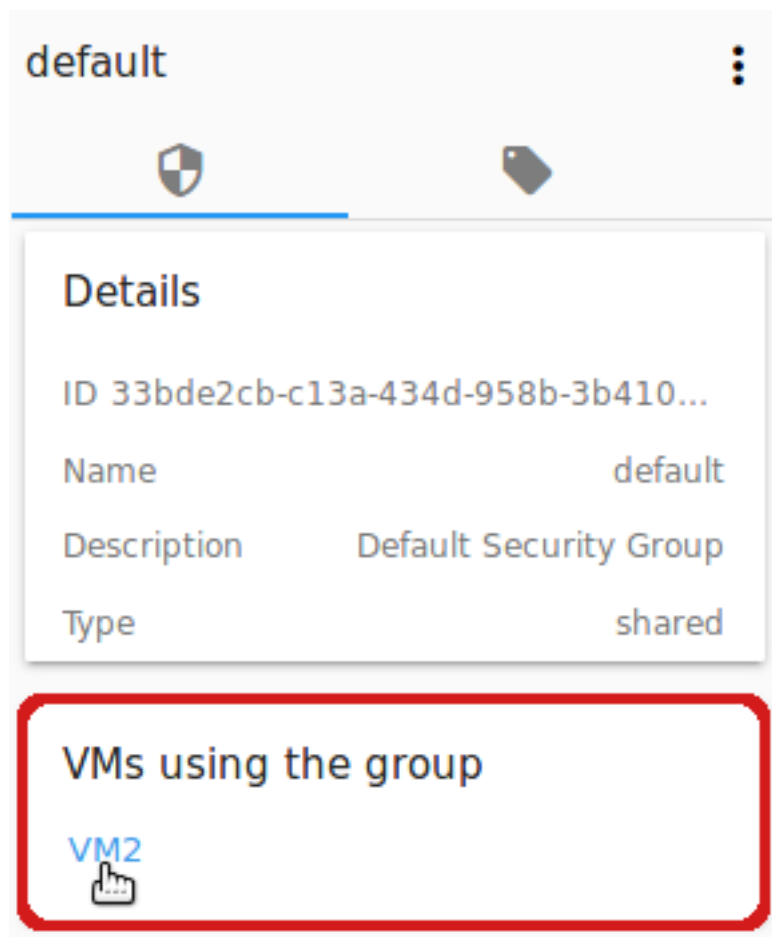 default
Details
ID 33bde2cb-c13a-434d-958b-3b410...
Name default
Description Default Security Group
Type shared
VMs using the group
VM2